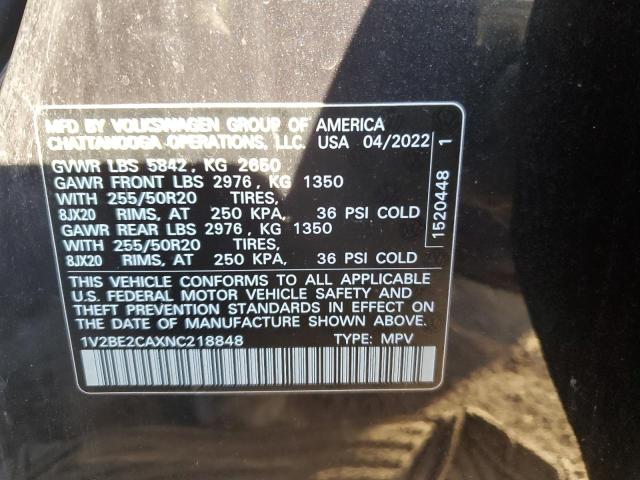 MFD BY VOLKSWAGEN GROUP OF AMERICA
CHATTANOOGA OPERATIONS, LLC. USA 04/2022
GVWR LBS 5842, KG 2650
GAWR FRONT LBS 2976, KG 1350
WITH 255/50R20 TIRES,
8JX20 RIMS, AT 250 KPA, 36 PSI COLD
GAWR REAR LBS 2976, KG 1350
WITH 255/50R20 TIRES,
8JX20 RIMS, AT 250 KPA, 36 PSI COLD
THIS VEHICLE CONFORMS TO ALL APPLICABLE
U.S. FEDERAL MOTOR VEHICLE SAFETY AND
THEFT PREVENTION STANDARDS IN EFFECT ON
DATE OF MANUFACTURE SHOWN ABOVE.
1V2BE2CAXNC218848 TYPE: MPV
1520448 1